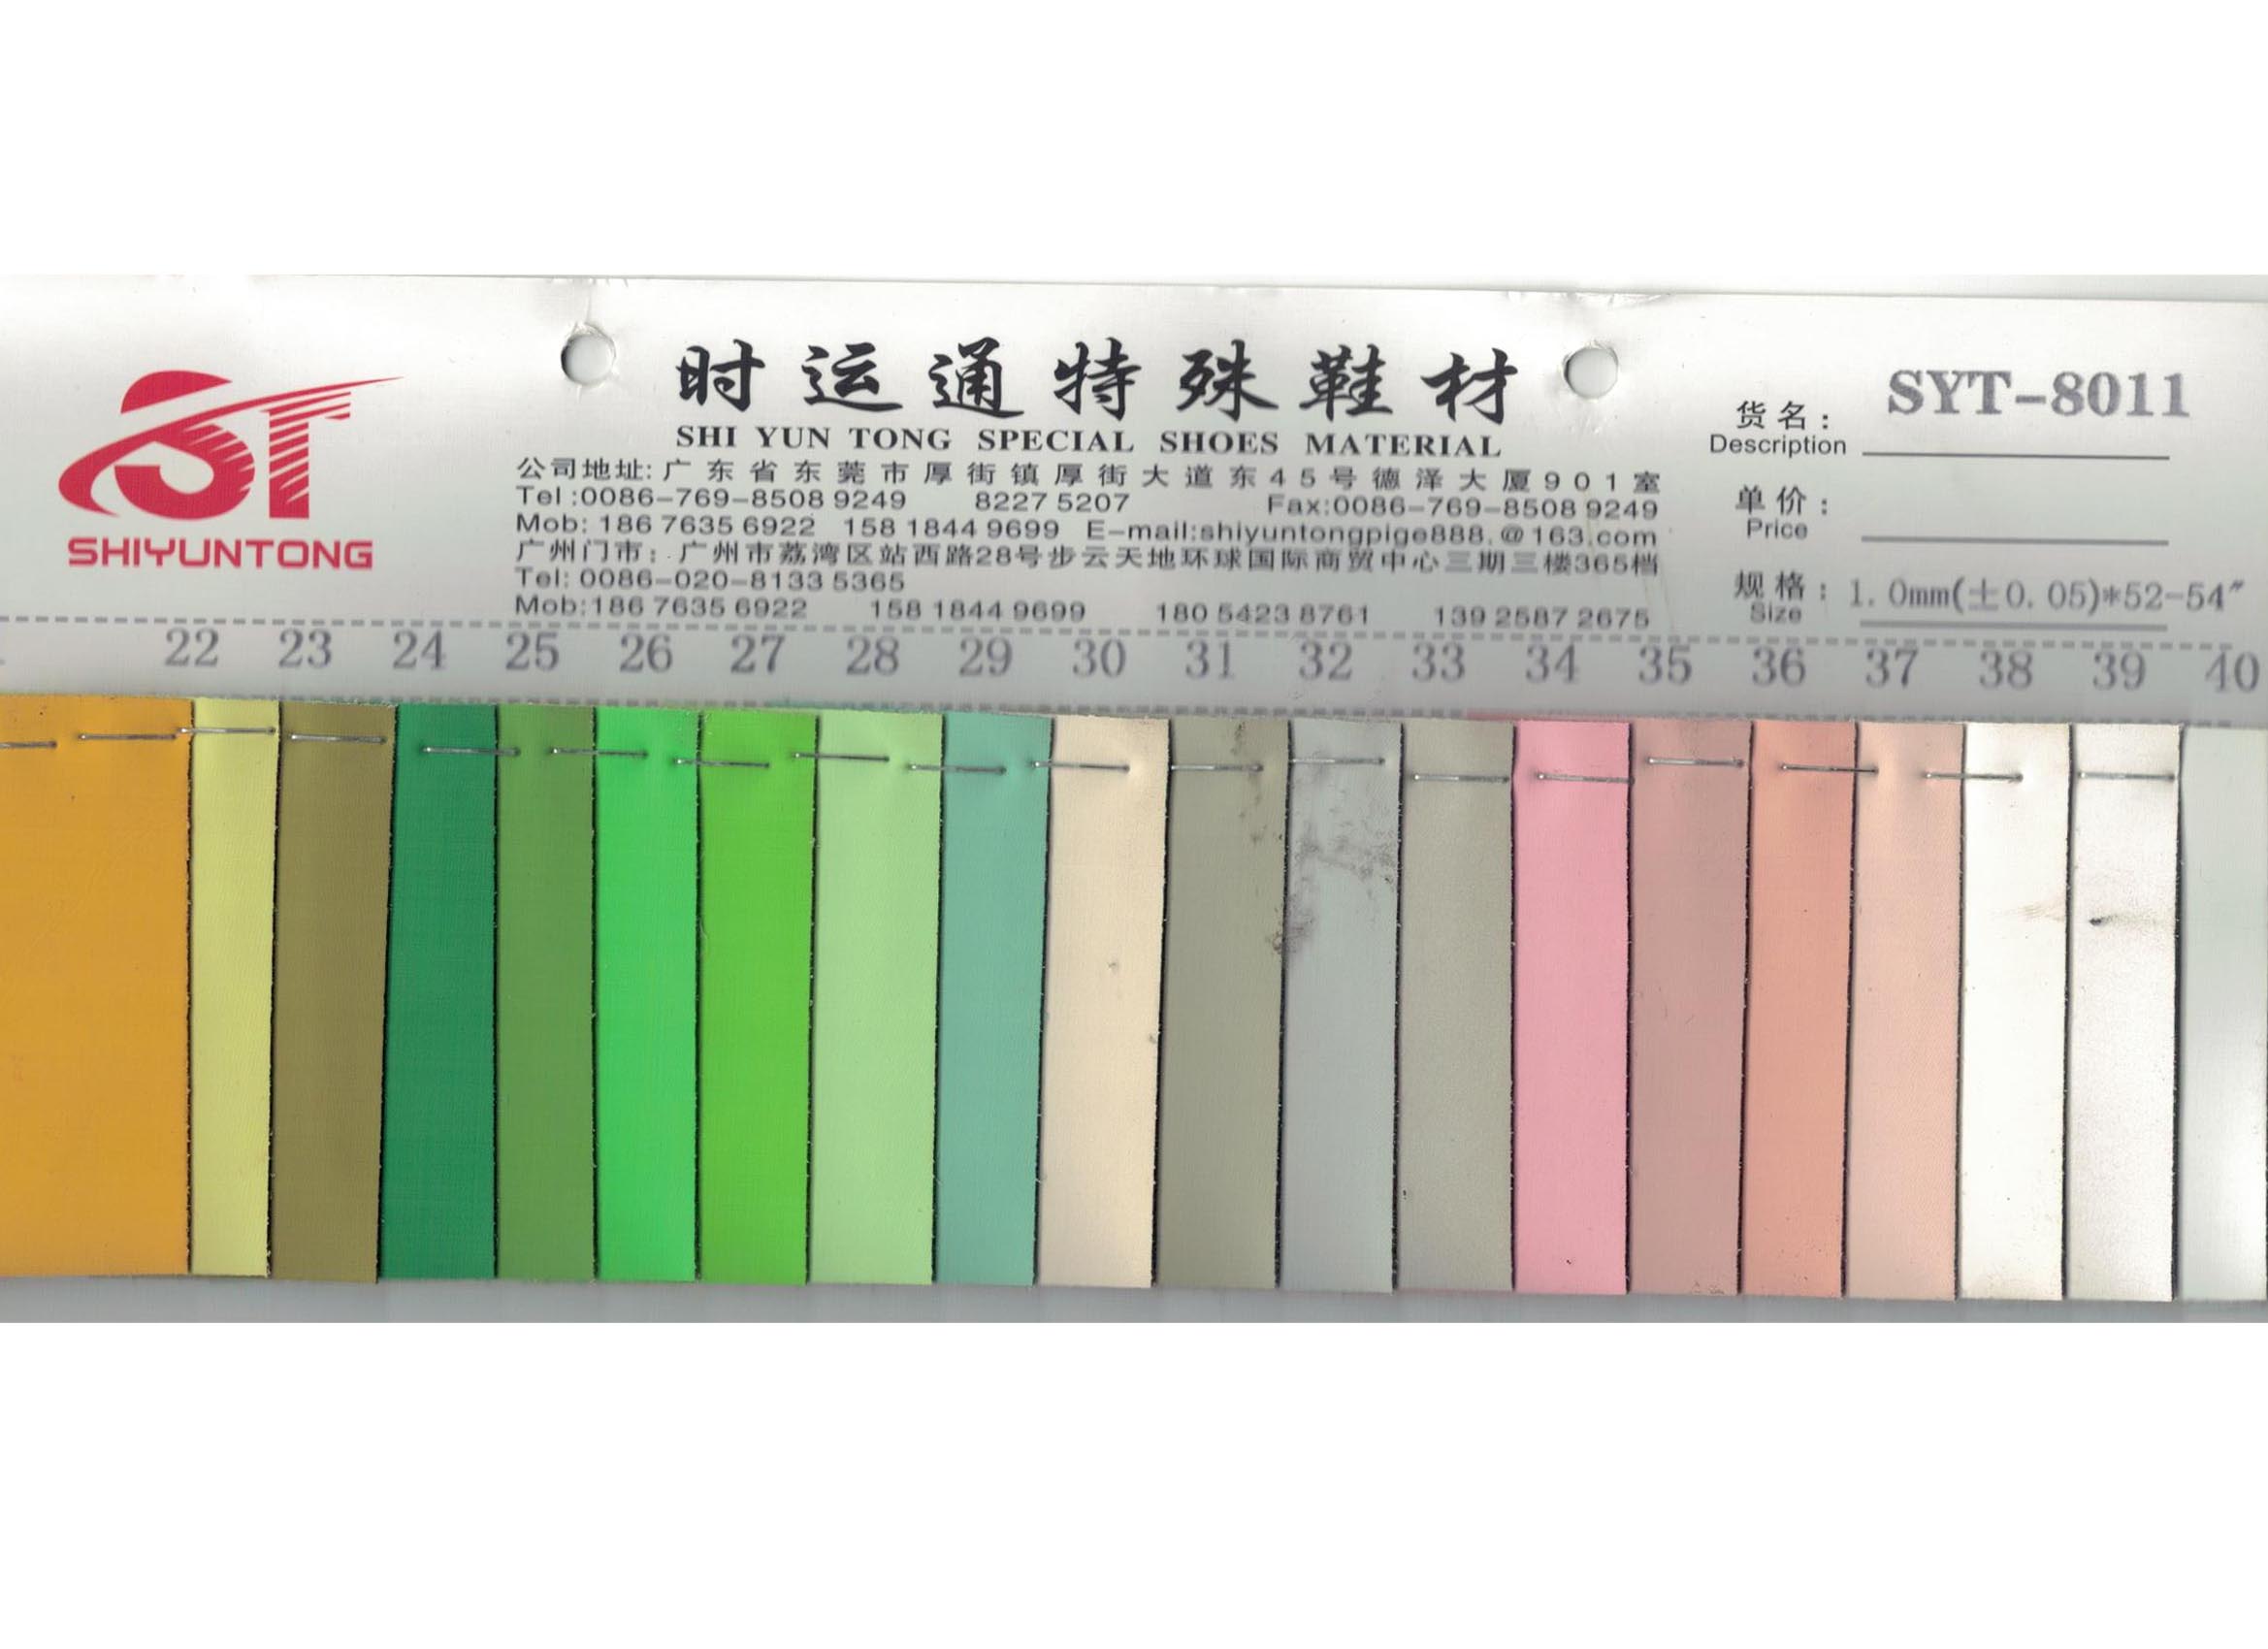 时运通特殊鞋材
SHI YUN TONG SPECIAL SHOES MATERIAL
SHIYUNTONG
公司地址: 广东省东莞市厚街镇厚街大道东45号德泽大厦901室
Tel :0086-769-8508 9249 8227 5207 Fax:0086-769-8508 9249
Mob: 186 7635 6922 158 1844 9699 E-mail:shiyuntongpige888.@163.com
广州门市: 广州市荔湾区站西路28号步云天地环球国际商贸中心三期三楼365档
Tel: 0086-020-8133 5365
Mob:186 7635 6922 158 1844 9699 180 5423 8761 139 2587 2675
货名: SYT-8011
Description
单价:
Price
规格: 1.0mm(±0.05)*52-54"
Size
22 23 24 25 26 27 28 29 30 31 32 33 34 35 36 37 38 39 40